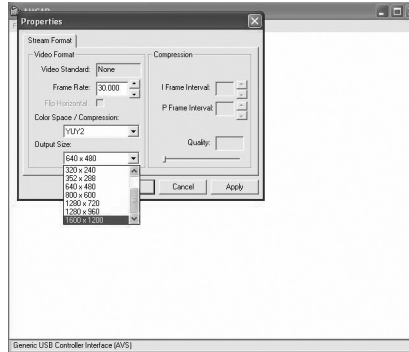 AMCAP
Properties
Stream Format
Video Format
Compression
Video Standard: None
Frame Rate: 30.000
I Frame Interval:
Flip Horizontal
P Frame Interval:
Color Space / Compression:
YUY2
Output Size:
Quality:
640 x 480
320 x 240
352 x 288
640 x 480
800 x 600
1280 x 720
1280 x 960
1600 x 1200
Cancel
Apply
Generic USB Controller Interface (AVS)